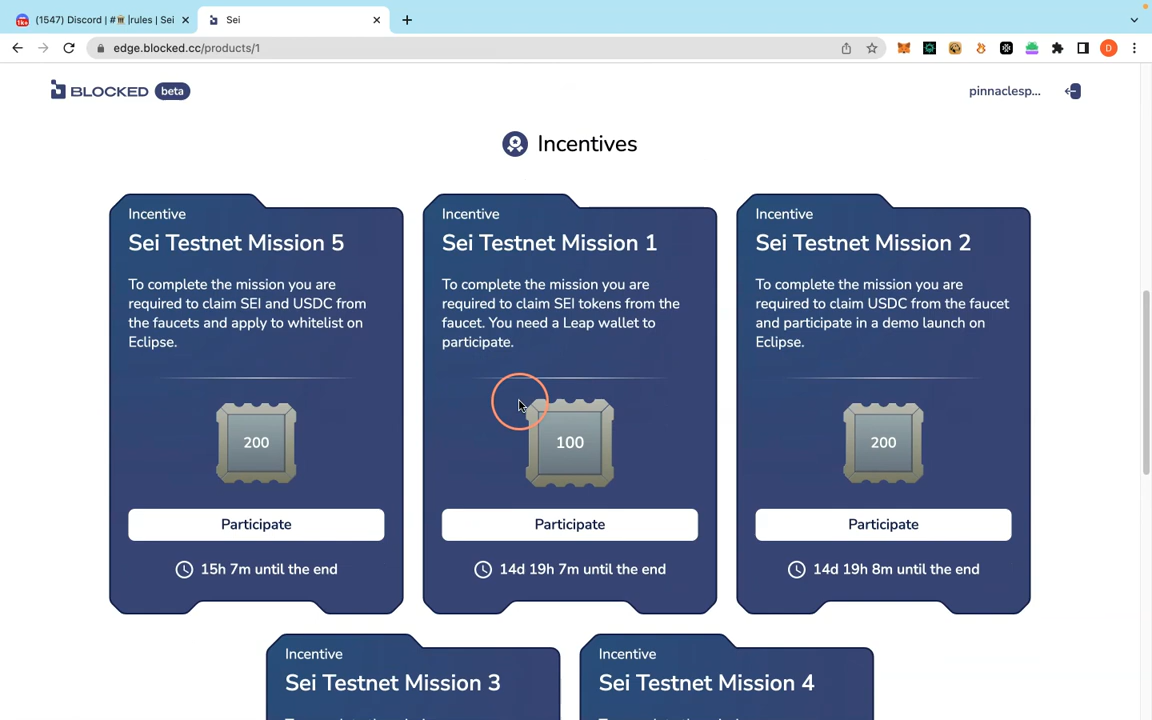 (1547) Discord | # |rules | Sei
Sei
edge.blocked.cc/products/1
D
BLOCKED beta
pinnaclesp...
Incentives
Incentive
Sei Testnet Mission 5
To complete the mission you are
required to claim SEI and USDC from
the faucets and apply to whitelist on
Eclipse.
200
Participate
15h 7m until the end
Incentive
Sei Testnet Mission 1
To complete the mission you are
required to claim SEI tokens from the
faucet. You need a Leap wallet to
participate.
100
Participate
14d 19h 7m until the end
Incentive
Sei Testnet Mission 2
To complete the mission you are
required to claim USDC from the faucet
and participate in a demo launch on
Eclipse.
200
Participate
14d 19h 8m until the end
Incentive
Sei Testnet Mission 3
Incentive
Sei Testnet Mission 4